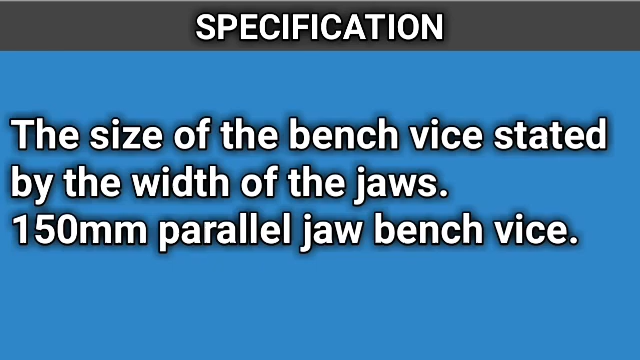 SPECIFICATION
The size of the bench vice stated
by the width of the jaws.
150mm parallel jaw bench vice.